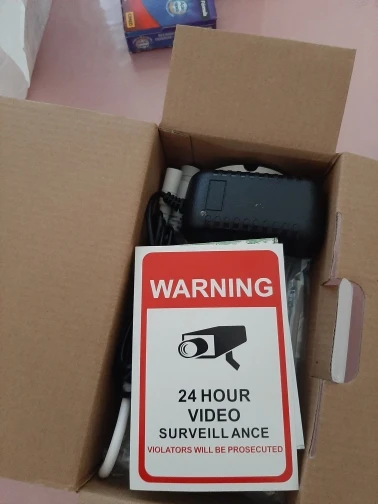 WARNING
24 HOUR
VIDEO
SURVEILLANCE
VIOLATORS WILL BE PROSECUTED